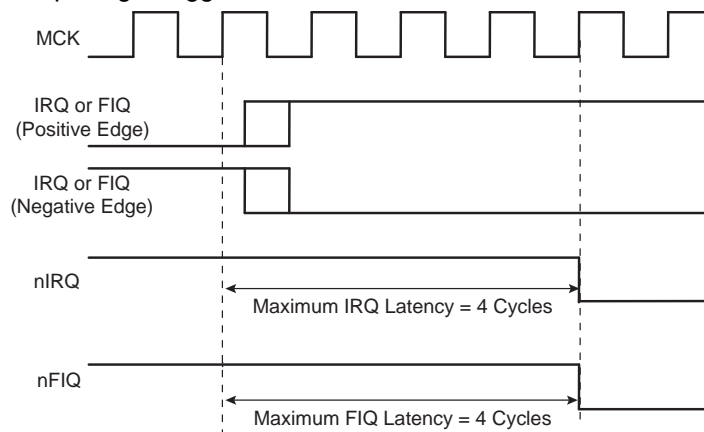 MCK
IRQ or FIQ
(Positive Edge)
IRQ or FIQ
(Negative Edge)
nIRQ
Maximum IRQ Latency = 4 Cycles
nFIQ
Maximum FIQ Latency = 4 Cycles